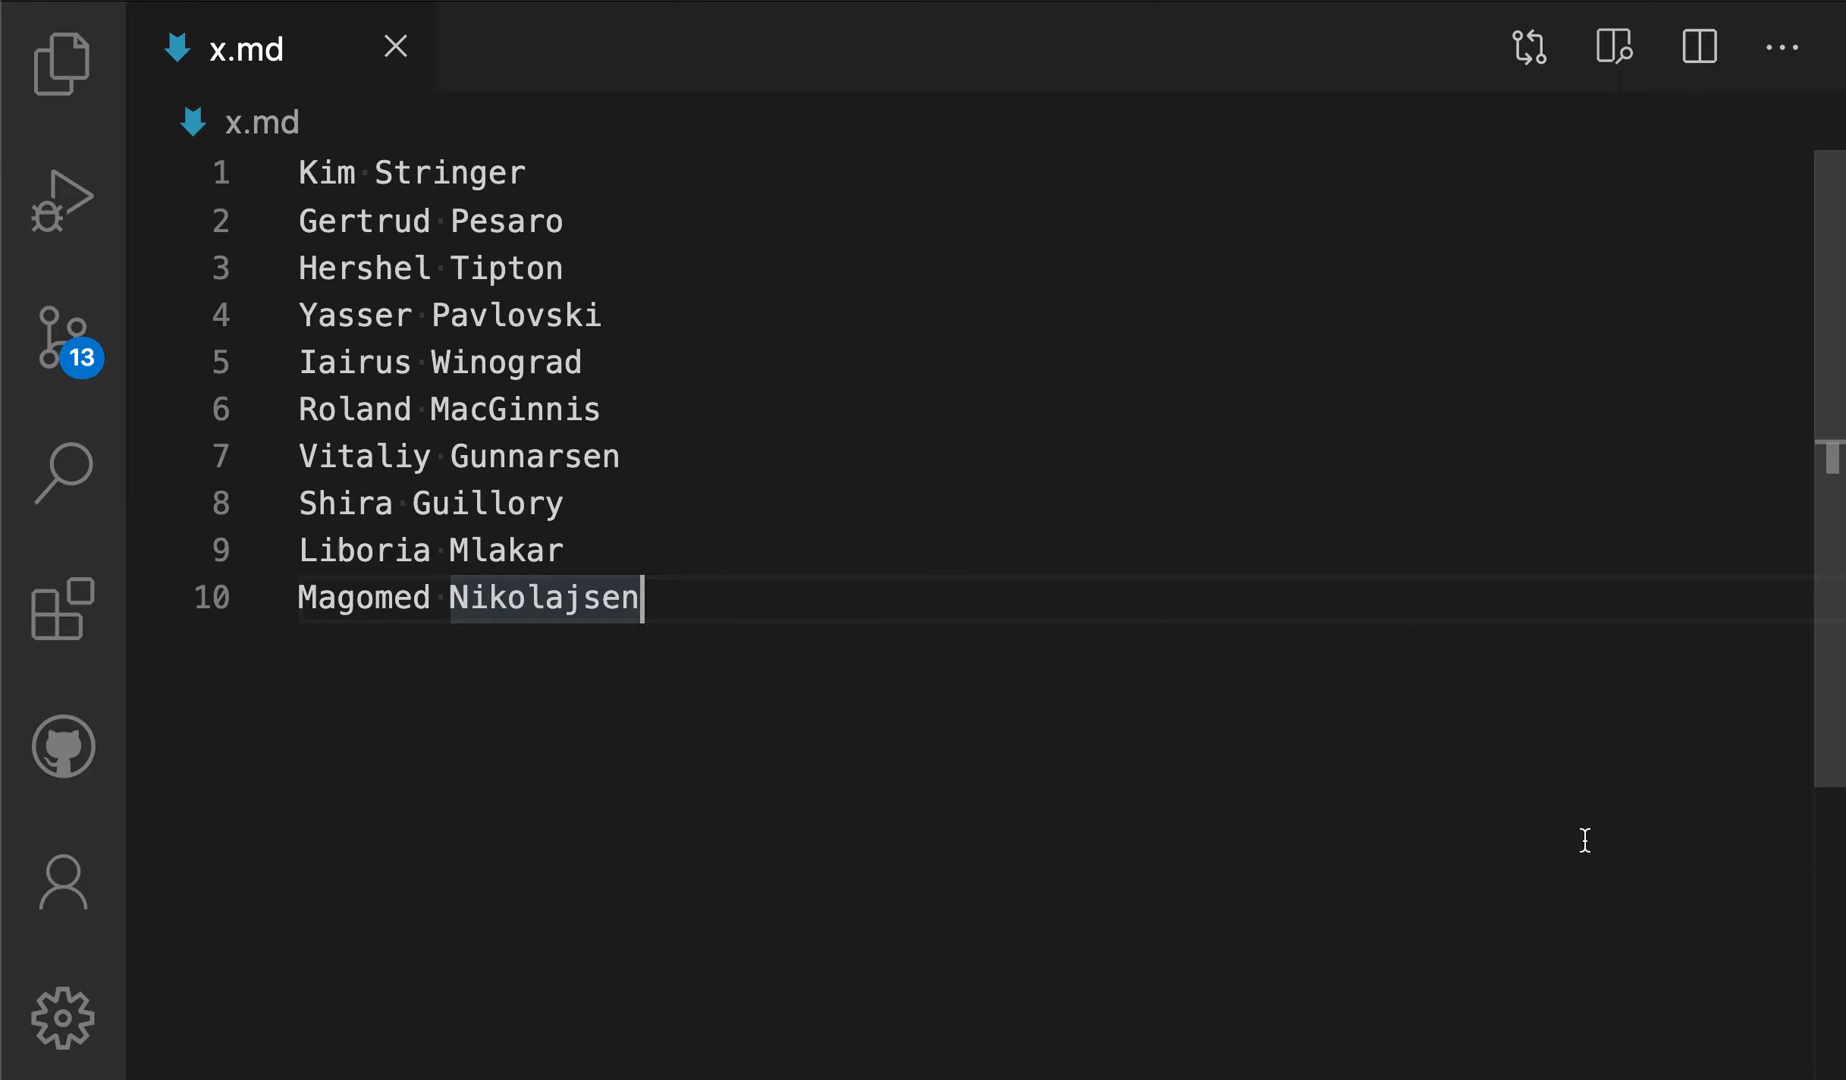 x.md
x.md
1 Kim Stringer
2 Gertrud Pesaro
3 Hershel Tipton
4 Yasser Pavlovski
5 Iairus Winograd
6 Roland MacGinnis
7 Vitaliy Gunnarsen
8 Shira Guillory
9 Liboria Mlakar
10 Magomed Nikolajsen
13